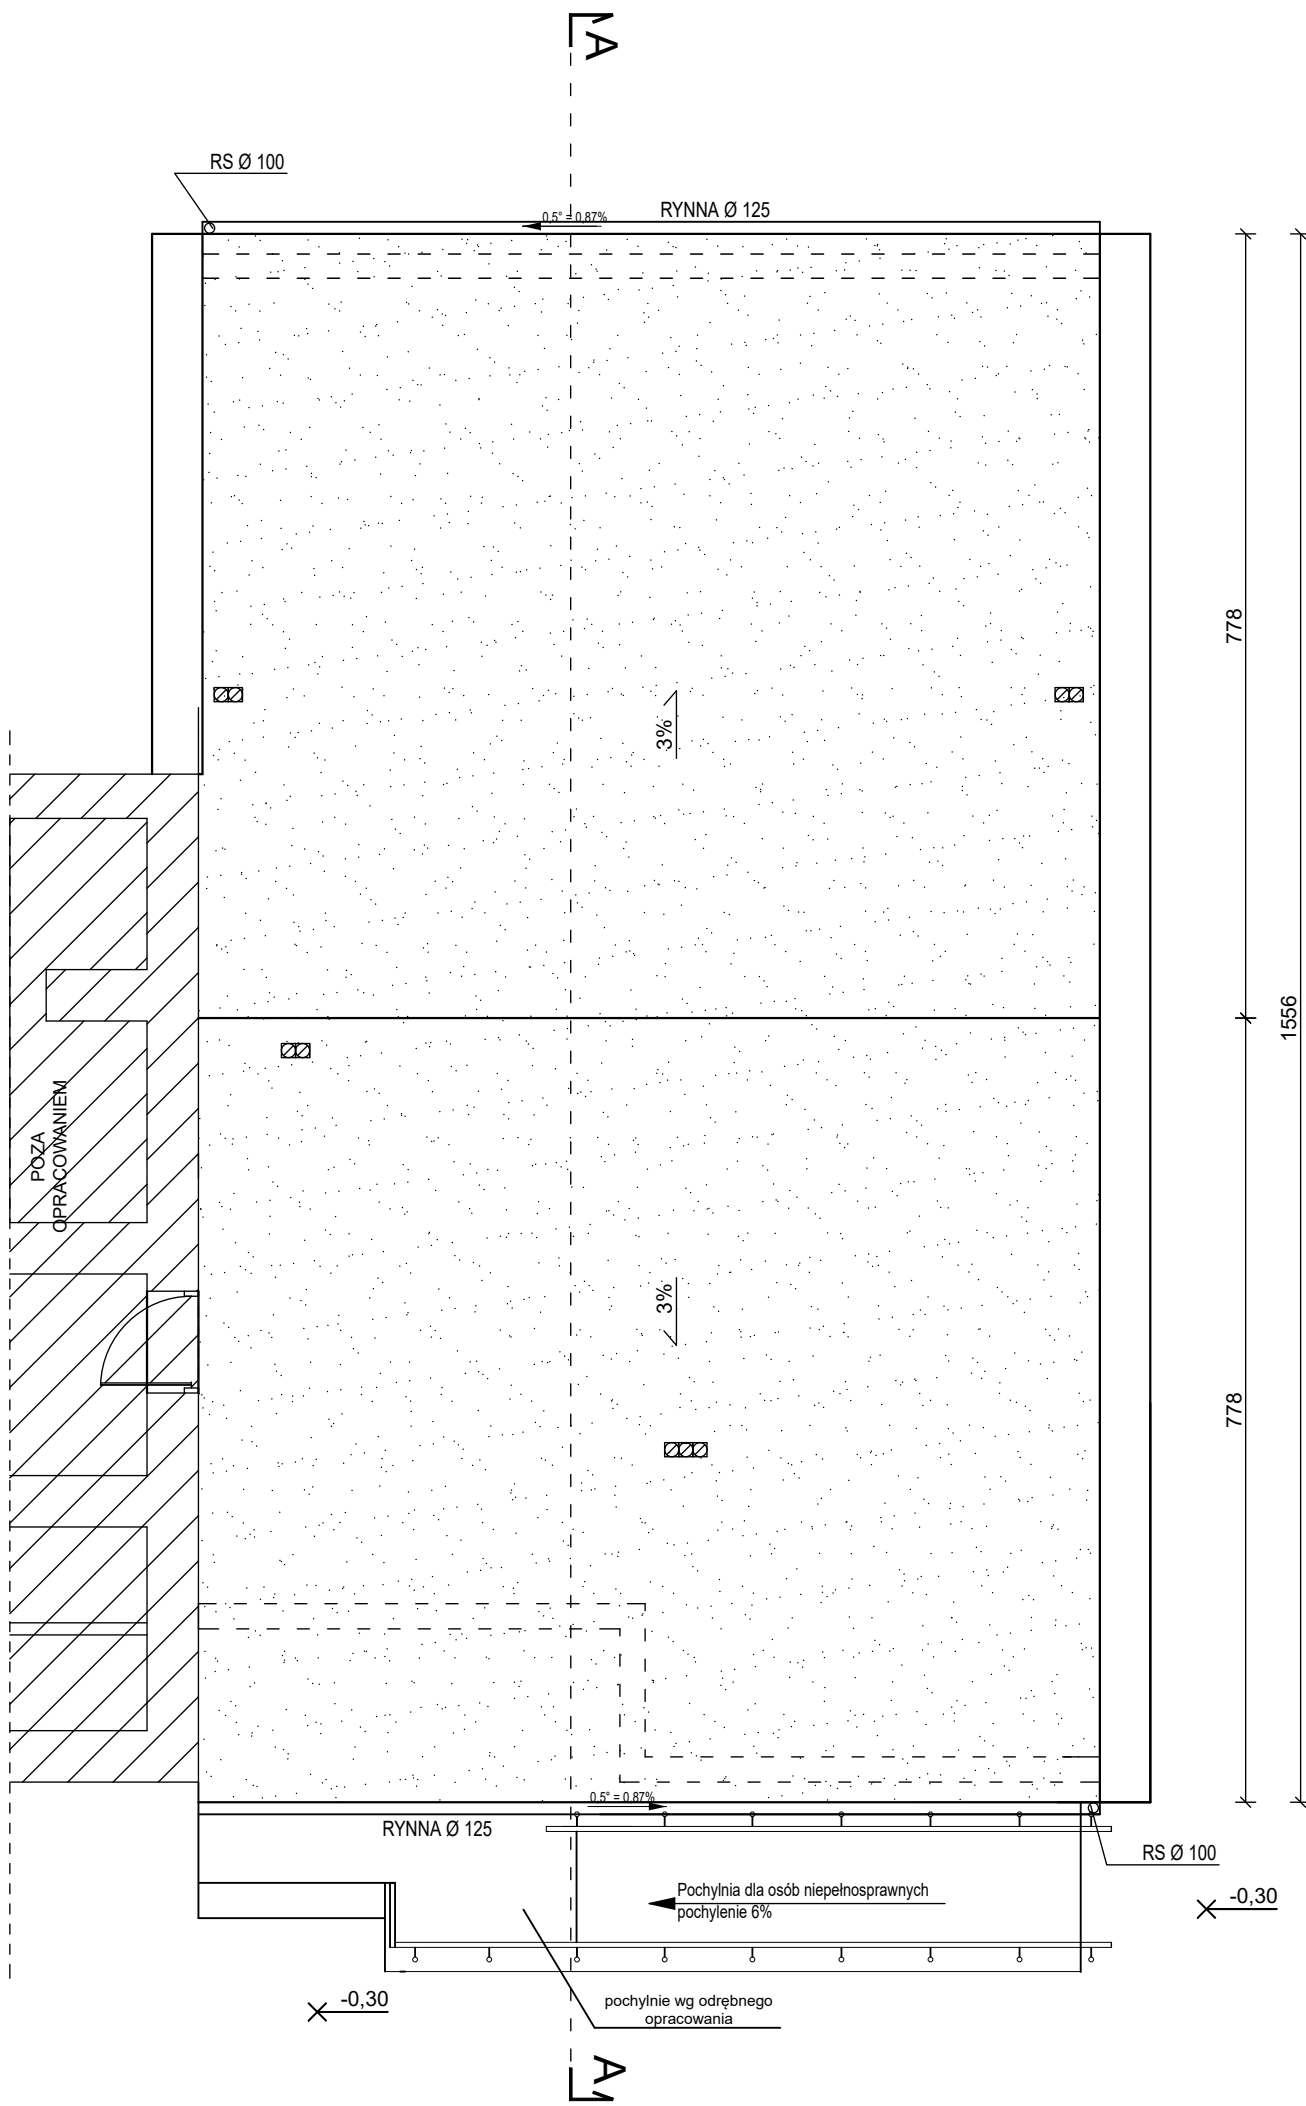 A
RS Ø 100
0,5° = 0,87%
RYNNA Ø 125
778
3%
1556
POZA
OPRACOWANIEM
3%
778
0,5° = 0,87%
RYNNA Ø 125
RS Ø 100
Pochylnia dla osób niepełnosprawnych
pochylenie 6%
-0,30
-0,30
pochylnie wg odrębnego
opracowania
A